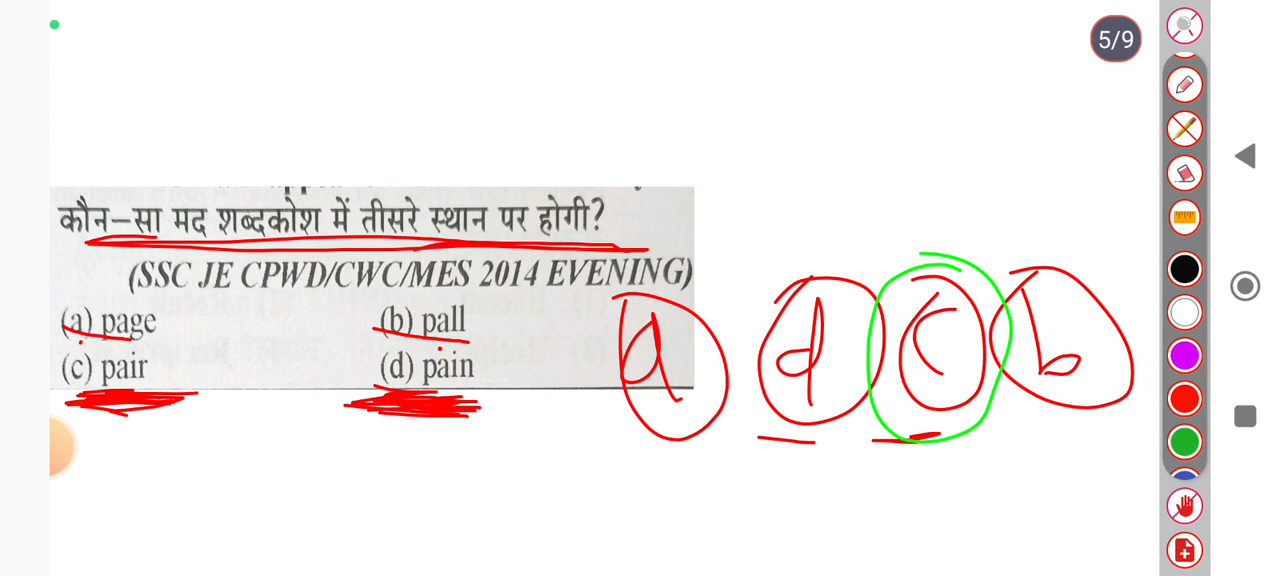 5/9
कौन–सा मद शब्दकोश में तीसरे स्थान पर होगी?
(SSC JE CPWD/CWC/MES 2014 EVENING)
(a) page (b) pall
(c) pair (d) pain
a d c b